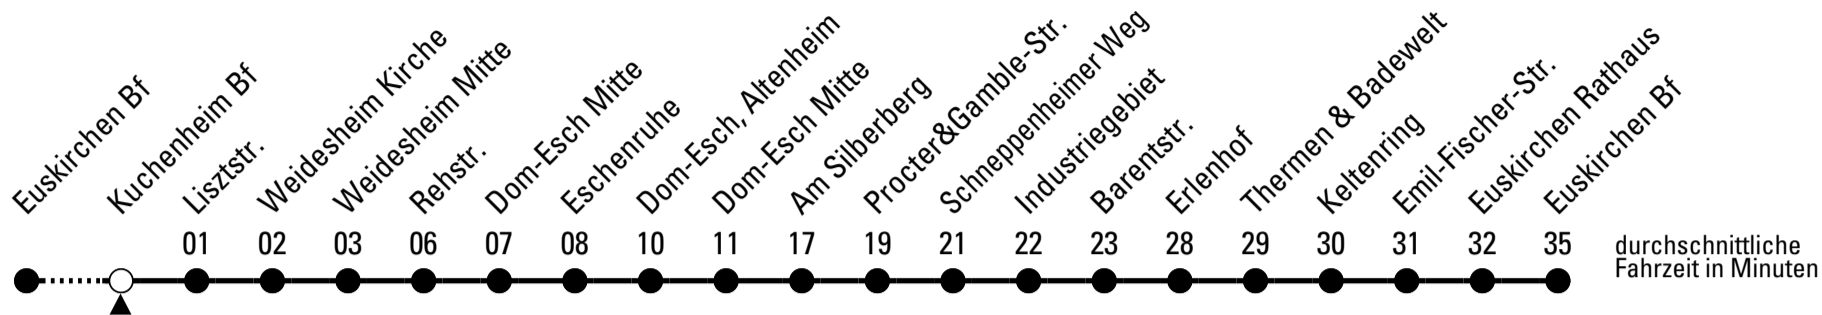 Euskirchen Bf
Kuchenheim Bf
Lisztstr.
Weidesheim Kirche
Weidesheim Mitte
Rehstr.
Dom-Esch Mitte
Eschenruhe
Dom-Esch, Altenheim
Dom-Esch Mitte
Am Silberberg
Procter&Gamble-Str.
Schneppenheimer Weg
Industriegebiet
Barentstr.
Erlenhof
Thermen & Badewelt
Keltenring
Emil-Fischer-Str.
Euskirchen Rathaus
Euskirchen Bf
01 02 03 06 07 08 10 11 17 19 21 22 23 28 29 30 31 32 35
durchschnittliche
Fahrzeit in Minuten